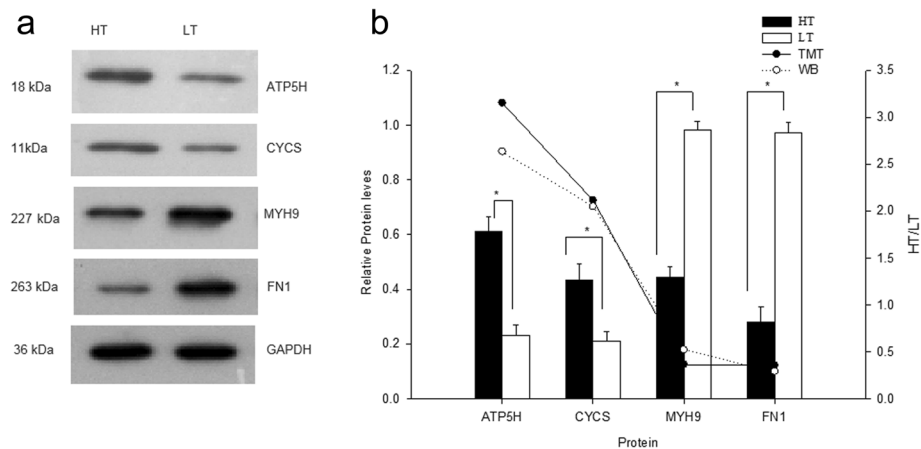 a
HT LT
18 kDa ATP5H
11kDa CYCS
227 kDa MYH9
263 kDa FN1
36 kDa GAPDH
b
HT
LT
TMT
WB
1.2 3.5
1.0 3.0
0.8 2.5
0.6 2.0
0.4 1.5
0.2 1.0
0.0 0.5
0.0
Relative Protein leves
HT/LT
* * * *
ATP5H CYCS MYH9 FN1
Protein